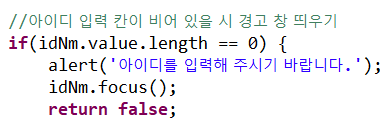 //아이디 입력 칸이 비어 있을 시 경고 창 띄우기
if(idNm.value.length == 0) {
    alert('아이디를 입력해 주시기 바랍니다.');
    idNm.focus();
    return false;